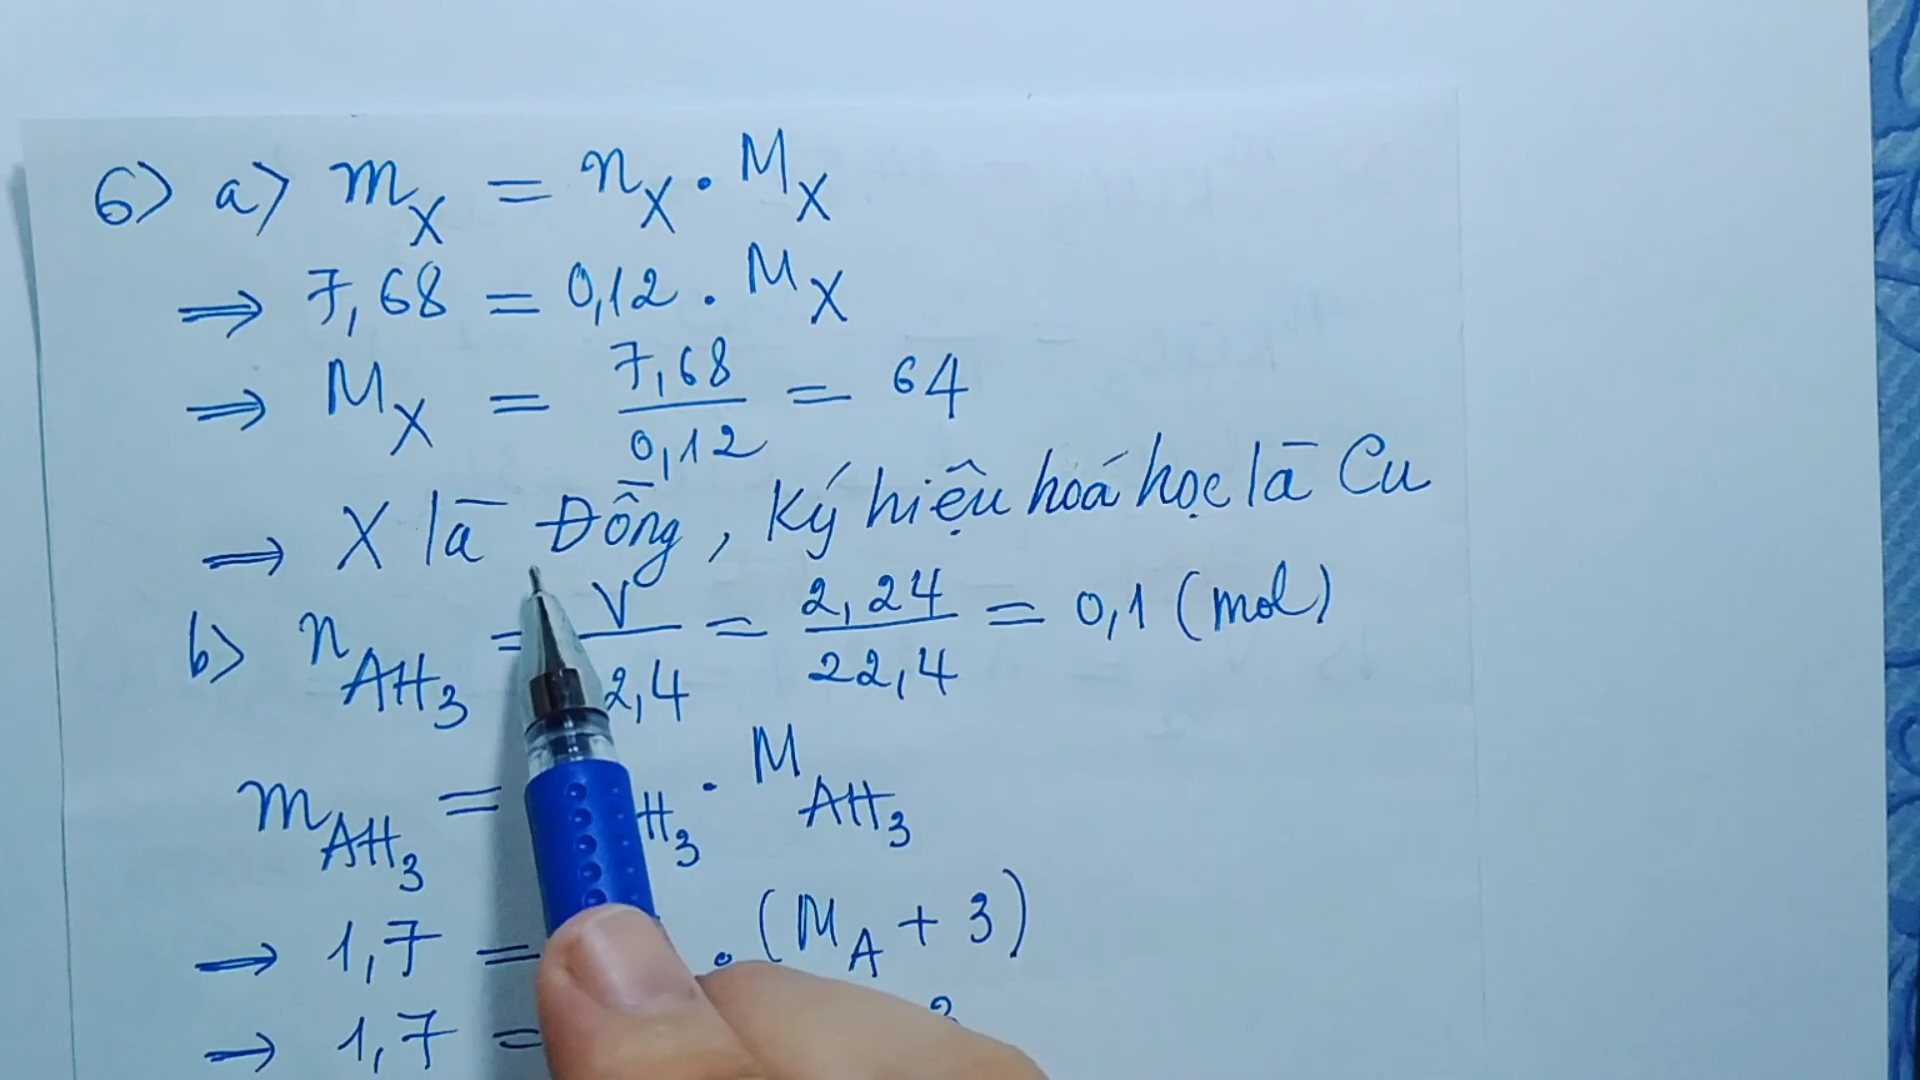 6> a> m_X = n_X . M_X
=> 7,68 = 0,12 . M_X
=> M_X = 7,68 / 0,12 = 64
=> X là Đồng, Ký hiệu hoá học là Cu
b> n_AH₃ = V / 2,4 = 2,24 / 22,4 = 0,1 (mol)
m_AH₃ = H₃ . M_AH₃
→ 1,7 = . (M_A + 3)
→ 1,7 =